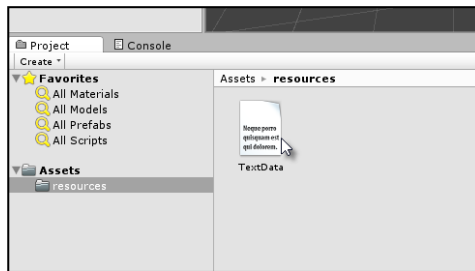 Project Console
Create
Favorites
All Materials
All Models
All Prefabs
All Scripts
Assets
resources
Assets ▸ resources
Neque porro
quisquam est
qui dolorem.
TextData